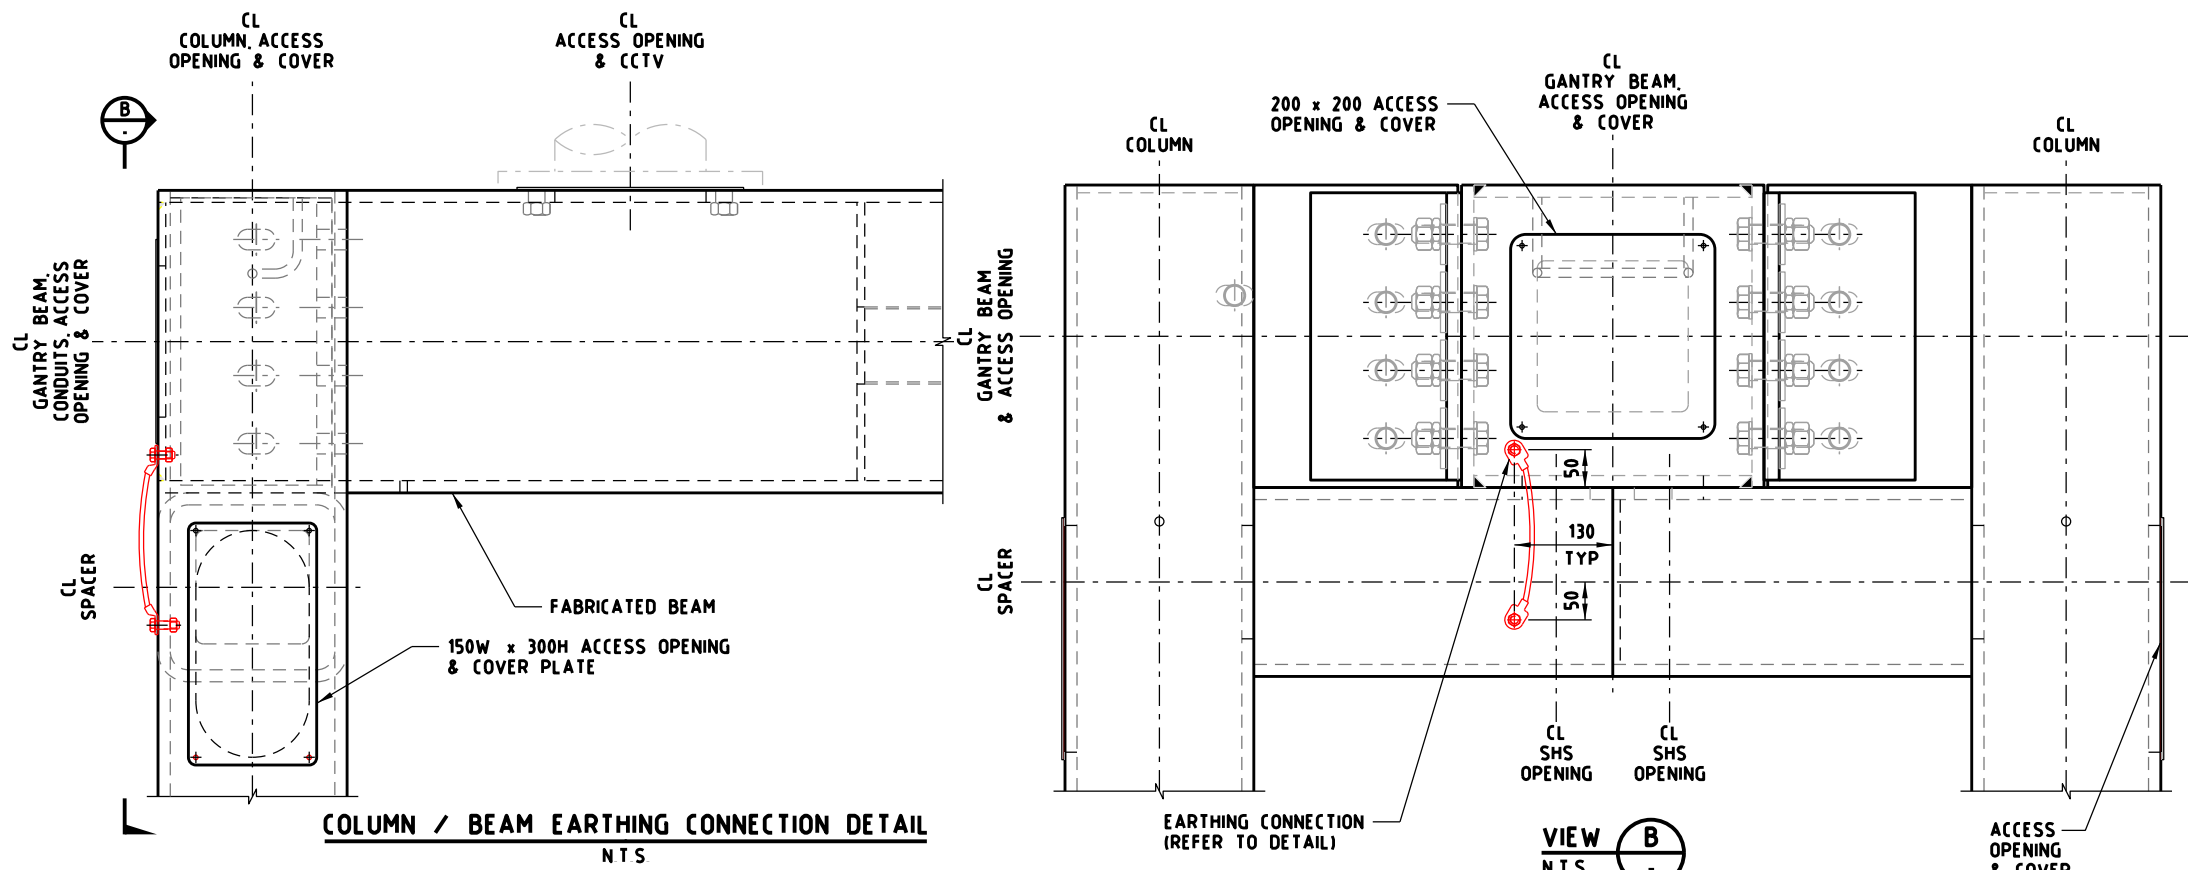 CL
COLUMN, ACCESS
OPENING & COVER
CL
ACCESS OPENING
& CCTV
B
-
CL
GANTRY BEAM,
CONDUITS, ACCESS
OPENING & COVER
CL
SPACER
FABRICATED BEAM
150W x 300H ACCESS OPENING
& COVER PLATE
COLUMN / BEAM EARTHING CONNECTION DETAIL
N.T.S.
CL
COLUMN
200 x 200 ACCESS
OPENING & COVER
CL
GANTRY BEAM,
ACCESS OPENING
& COVER
CL
COLUMN
CL
GANTRY BEAM
& ACCESS OPENING
CL
SPACER
50
130
TYP
50
CL
SHS
OPENING
CL
SHS
OPENING
EARTHING CONNECTION
(REFER TO DETAIL)
VIEW
N.T.S.
B
-
ACCESS
OPENING
& COVER